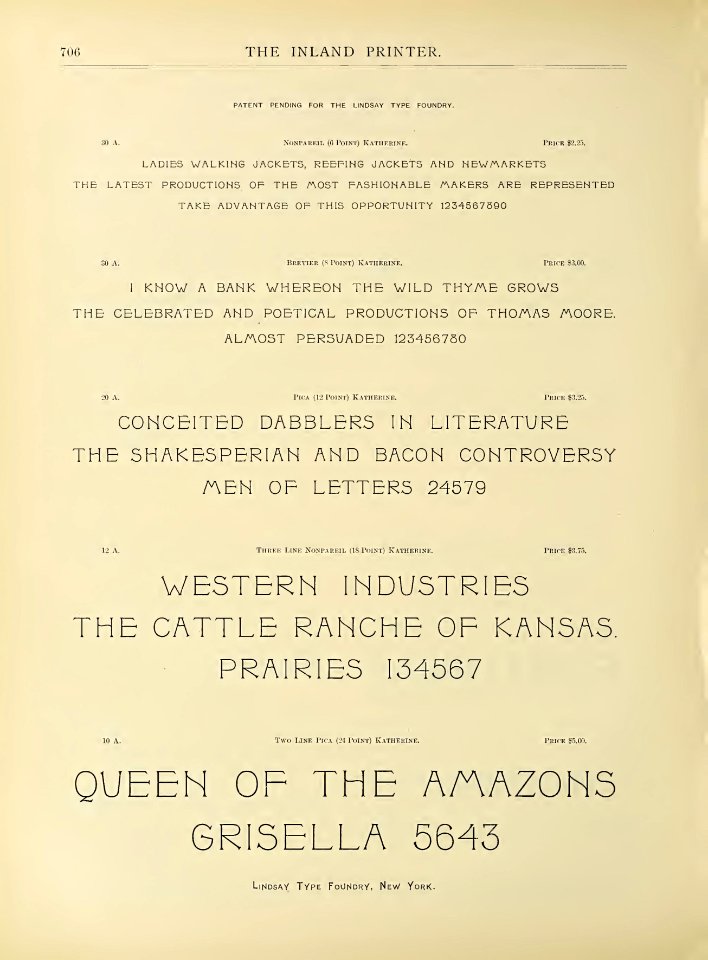 706 THE INLAND PRINTER.
PATENT PENDING FOR THE LINDSAY TYPE FOUNDRY.
30 A. NONPAREIL (6 POINT) KATHERINE. PRICE $2.25.
LADIES WALKING JACKETS, REEFING JACKETS AND NEWMARKETS
THE LATEST PRODUCTIONS OF THE MOST FASHIONABLE MAKERS ARE REPRESENTED
TAKE ADVANTAGE OF THIS OPPORTUNITY 1234567890
30 A. BREVIER (8 POINT) KATHERINE. PRICE $3.00.
I KNOW A BANK WHEREON THE WILD THYME GROWS
THE CELEBRATED AND POETICAL PRODUCTIONS OF THOMAS MOORE.
ALMOST PERSUADED 123456780
20 A. PICA (12 POINT) KATHERINE. PRICE $3.25.
CONCEITED DABBLERS IN LITERATURE
THE SHAKESPERIAN AND BACON CONTROVERSY
MEN OF LETTERS 24579
12 A. THREE LINE NONPAREIL (18 POINT) KATHERINE. PRICE $3.75.
WESTERN INDUSTRIES
THE CATTLE RANCHE OF KANSAS.
PRAIRIES 134567
10 A. TWO LINE PICA (24 POINT) KATHERINE. PRICE $5.00.
QUEEN OF THE AMAZONS
GRISELLA 5643
LINDSAY TYPE FOUNDRY, NEW YORK.